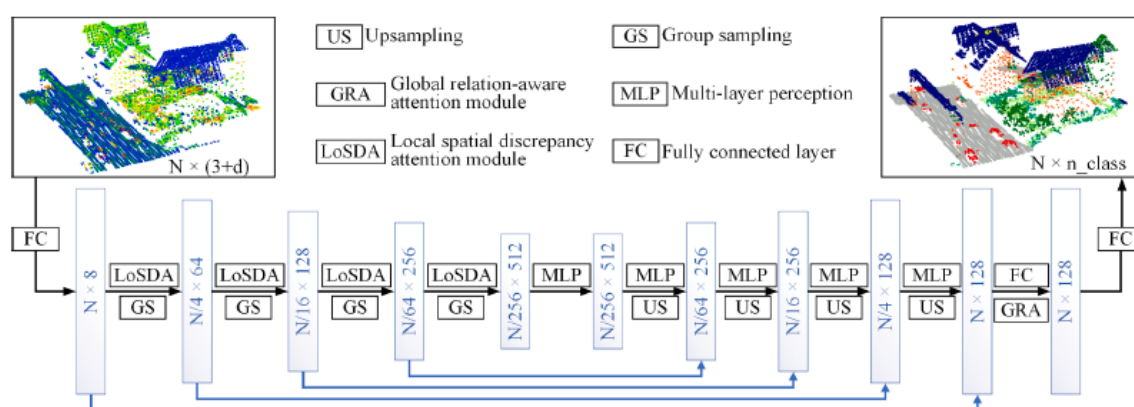 US Upsampling
GS Group sampling
GRA Global relation-aware
attention module
MLP Multi-layer perception
LoSDA Local spatial discrepancy
attention module
FC Fully connected layer
N × (3+d)
N × n_class
FC
N × 8
LoSDA
GS
N/4 × 64
LoSDA
GS
N/16 × 128
LoSDA
GS
N/64 × 256
LoSDA
GS
N/256 × 512
MLP
N/256 × 512
MLP
US
N/64 × 256
MLP
US
N/16 × 256
MLP
US
N/4 × 128
MLP
US
N × 128
FC
GRA
N × 128
FC